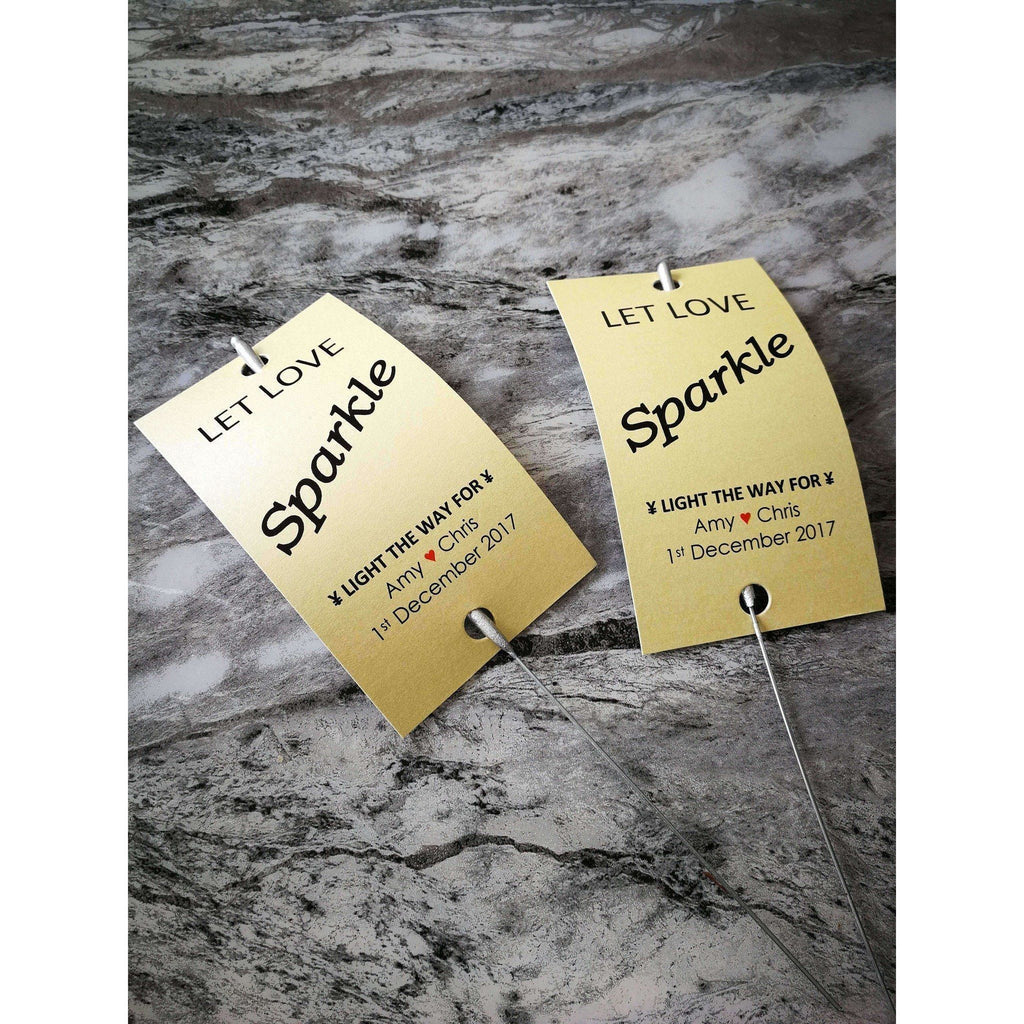 LET LOVE
Sparkle
¥ LIGHT THE WAY FOR ¥
Amy ♥ Chris
1st December 2017
LET LOVE
Sparkle
¥ LIGHT THE WAY FOR ¥
Amy ♥ Chris
1st December 2017